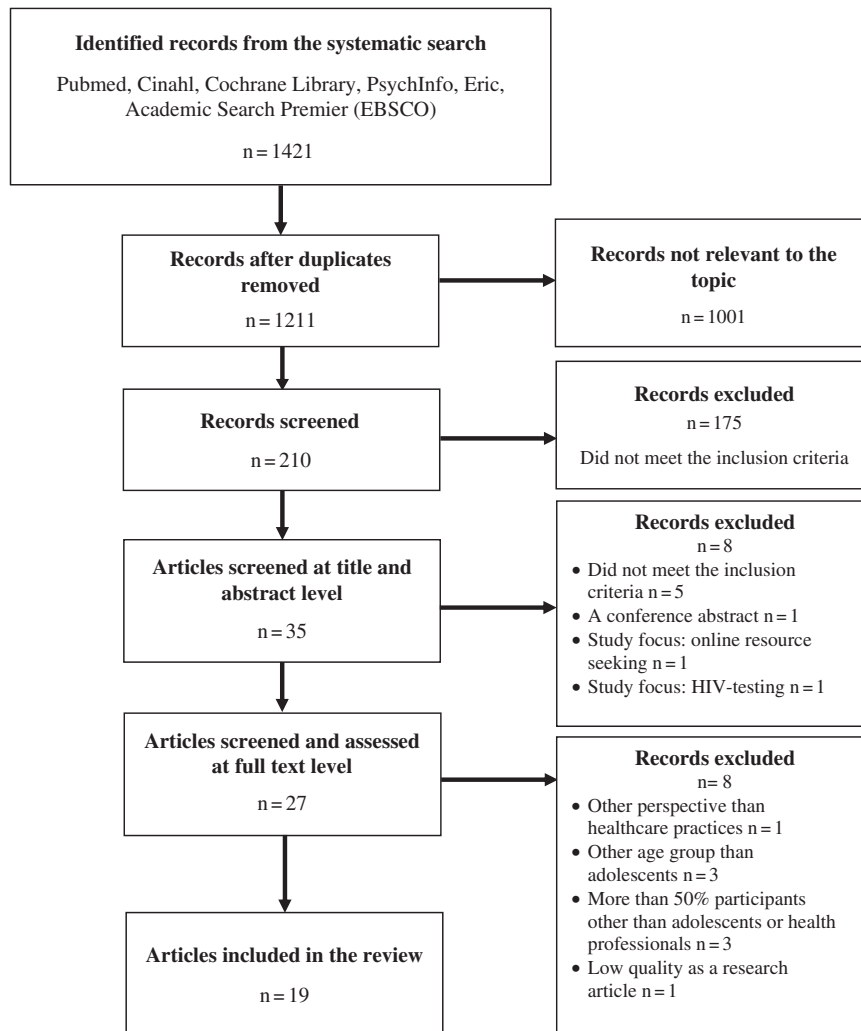 Identified records from the systematic search
Pubmed, Cinahl, Cochrane Library, PsychInfo, Eric,
Academic Search Premier (EBSCO)
n = 1421
Records after duplicates
removed
n = 1211
Records not relevant to the
topic
n = 1001
Records screened
n = 210
Records excluded
n = 175
Did not meet the inclusion criteria
Articles screened at title and
abstract level
n = 35
Records excluded
n = 8
• Did not meet the inclusion
criteria n = 5
• A conference abstract n = 1
• Study focus: online resource
seeking n = 1
• Study focus: HIV-testing n = 1
Articles screened and assessed
at full text level
n = 27
Records excluded
n= 8
• Other perspective than
healthcare practices n = 1
• Other age group than
adolescents n = 3
• More than 50% participants
other than adolescents or health
professionals n = 3
• Low quality as a research
article n = 1
Articles included in the review
n = 19